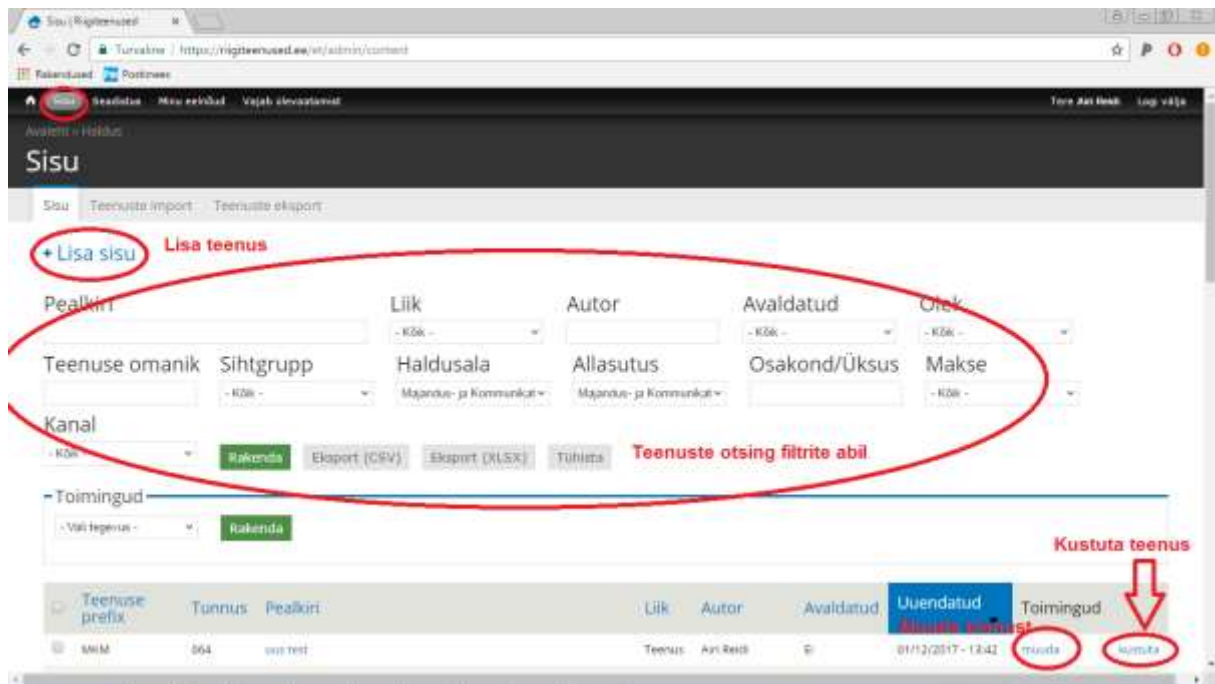 Sisu | Riigiteenused
Turvaline | https://riigiteenused.ee/et/admin/content
Rakendused Postimees
Sisu Seadistus Minu eelnõud Vajab ülevaatamist Tere Airi Reidi Logi välja
Avaleht » Haldus
Sisu
Sisu Teenuste import Teenuste eksport
+ Lisa sisu Lisa teenus
Pealkiri Liik Autor Avaldatud Olek
- Kõik - - Kõik - - Kõik -
Teenuse omanik Sihtgrupp Haldusala Allasutus Osakond/Üksus Makse
- Kõik - Majandus- ja Kommunikat Majandus- ja Kommunikat - Kõik -
Kanal
- Kõik - Rakenda Eksport (CSV) Eksport (XLSX) Tühista Teenuste otsing filtrite abil
Toimingud
- Vali tegevus - Rakenda
Kustuta teenus
Teenuse prefix Tunnus Pealkiri Liik Autor Avaldatud Uuendatud Toimingud
Muuda teenust
MKM 064 uus test Teenus Airi Reidi Ei 01/12/2017 - 13:42 muuda kustuta